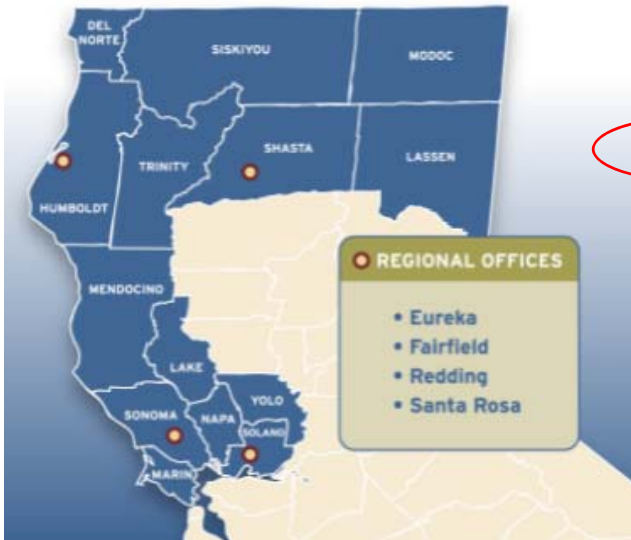 DEL
NORTE
SISKIYOU
MODOC
SHASTA
LASSEN
TRINITY
HUMBOLDT
REGIONAL OFFICES
MENDOCINO
• Eureka
• Fairfield
• Redding
• Santa Rosa
LAKE
YOLO
SONOMA
NAPA
SOLANO
MARIN